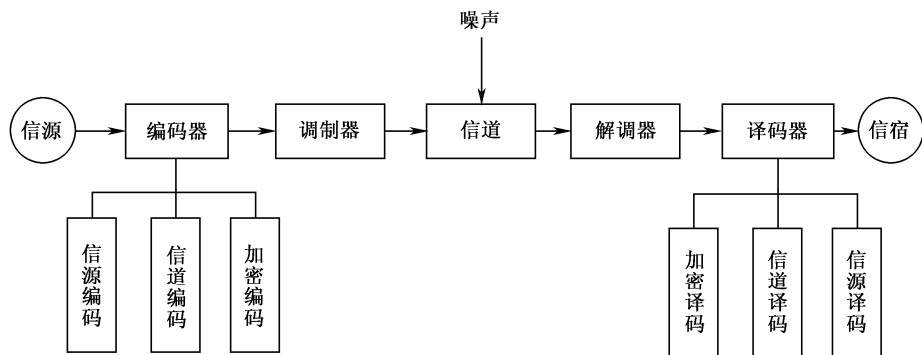 噪声
信源
编码器
调制器
信道
解调器
译码器
信宿
信源编码
信道编码
加密编码
加密译码
信道译码
信源译码